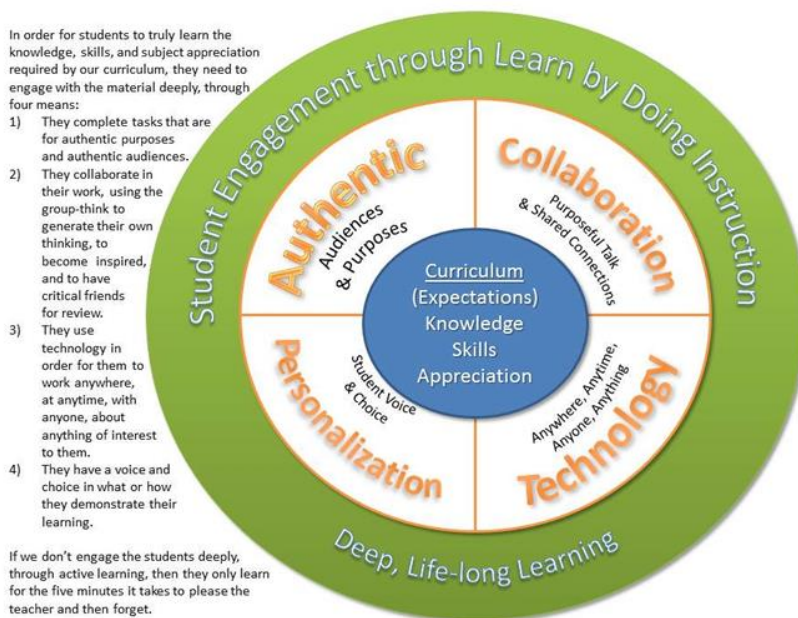 In order for students to truly learn the
knowledge, skills, and subject appreciation
required by our curriculum, they need to
engage with the material deeply, through
four means:
1) They complete tasks that are
for authentic purposes
and authentic audiences.
2) They collaborate in
their work, using the
group-think to
generate their own
thinking, to
become inspired,
and to have
critical friends
for review.
3) They use
technology in
order for them to
work anywhere,
at anytime, with
anyone, about
anything of interest
to them.
4) They have a voice and
choice in what or how
they demonstrate their
learning.
If we don't engage the students deeply,
through active learning, then they only learn
for the five minutes it takes to please the
teacher and then forget.
Student Engagement through Learn by Doing Instruction
Authentic
Audiences
& Purposes
Collaboration
Purposeful Talk
& Shared Connections
Curriculum
(Expectations)
Knowledge
Skills
Appreciation
Personalization
Student Voice
& Choice
Technology
Anywhere, Anytime,
Anyone, Anything
Deep, Life-long Learning